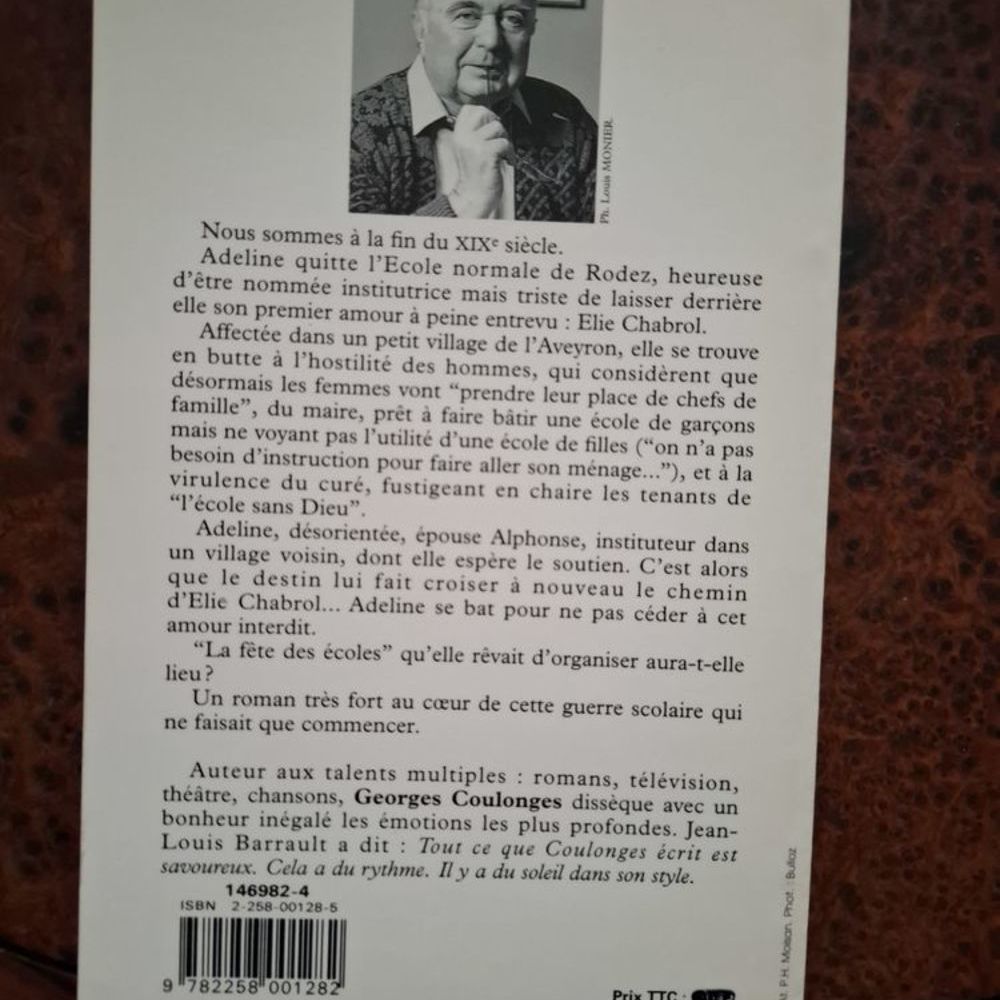 Ph. Louis MONIER.
Nous sommes à la fin du XIXe siècle.
Adeline quitte l'Ecole normale de Rodez, heureuse
d'être nommée institutrice mais triste de laisser derrière
elle son premier amour à peine entrevu : Elie Chabrol.
Affectée dans un petit village de l'Aveyron, elle se trouve
en butte à l'hostilité des hommes, qui considèrent que
désormais les femmes vont “prendre leur place de chefs de
famille”, du maire, prêt à faire bâtir une école de garçons
mais ne voyant pas l'utilité d'une école de filles (“on n'a pas
besoin d'instruction pour faire aller son ménage...”), et à la
virulence du curé, fustigeant en chaire les tenants de
“l'école sans Dieu”.
Adeline, désorientée, épouse Alphonse, instituteur dans
un village voisin, dont elle espère le soutien. C'est alors
que le destin lui fait croiser à nouveau le chemin
d'Elie Chabrol... Adeline se bat pour ne pas céder à cet
amour interdit.
“La fête des écoles” qu'elle rêvait d'organiser aura-t-elle
lieu ?
Un roman très fort au cœur de cette guerre scolaire qui
ne faisait que commencer.
Auteur aux talents multiples : romans, télévision,
théâtre, chansons, Georges Coulonges dissèque avec un
bonheur inégalé les émotions les plus profondes. Jean-
Louis Barrault a dit : Tout ce que Coulonges écrit est
savoureux. Cela a du rythme. Il y a du soleil dans son style.
146982-4
ISBN 2-258-00128-5
9 782258 001282
Prix TTC :
P.H. Moisan. Phot. : Bulloz